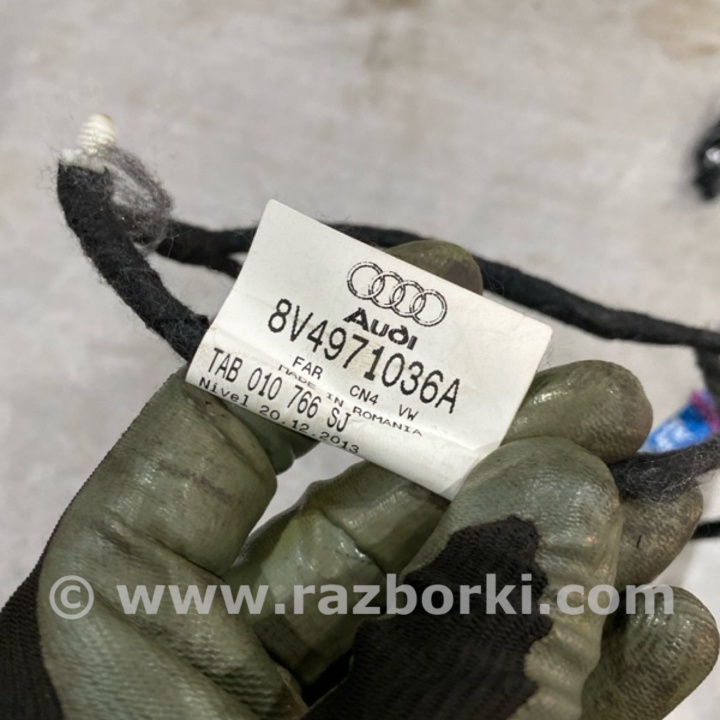 Audi
8V4971036A
FAR CN4 VW
MADE IN ROMANIA
TAB 010 766 SJ
Nivel 20.12.2013
© www.razborki.com